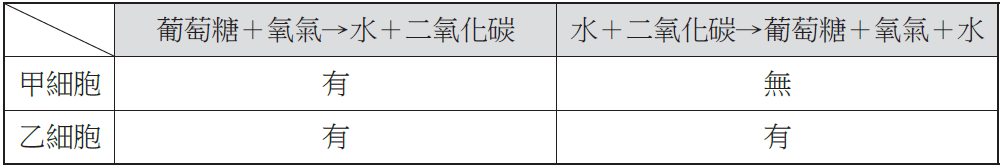 葡萄糖＋氧氣→水＋二氧化碳 水＋二氧化碳→葡萄糖＋氧氣＋水
甲細胞 有 無
乙細胞 有 有